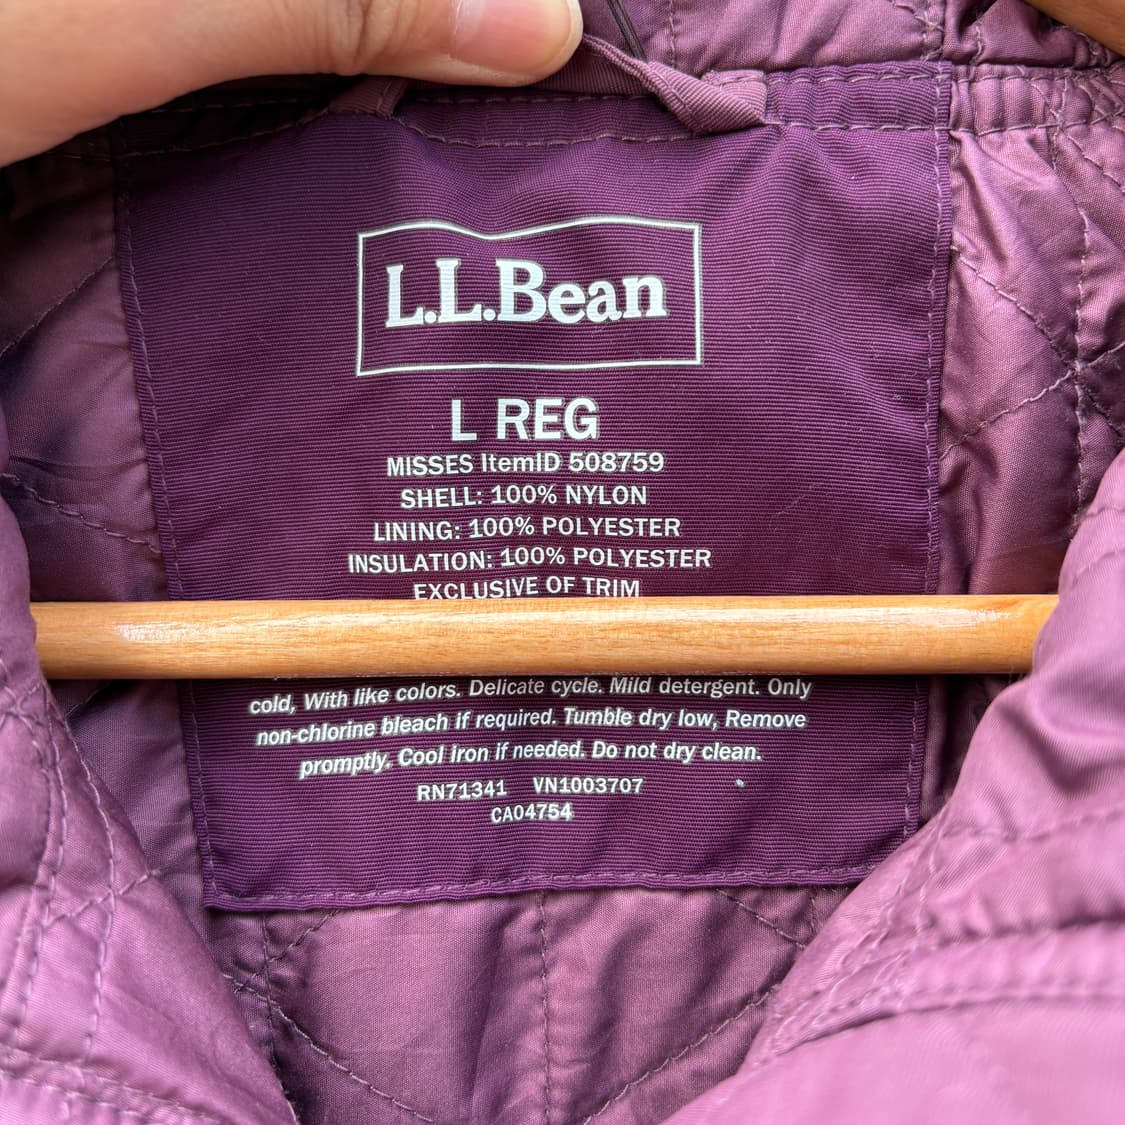 L.L.Bean
L REG
MISSES ItemID 508759
SHELL: 100% NYLON
LINING: 100% POLYESTER
INSULATION: 100% POLYESTER
EXCLUSIVE OF TRIM
cold, With like colors. Delicate cycle. Mild detergent. Only
non-chlorine bleach if required. Tumble dry low, Remove
promptly. Cool Iron if needed. Do not dry clean.
RN71341 VN1003707
CA04754